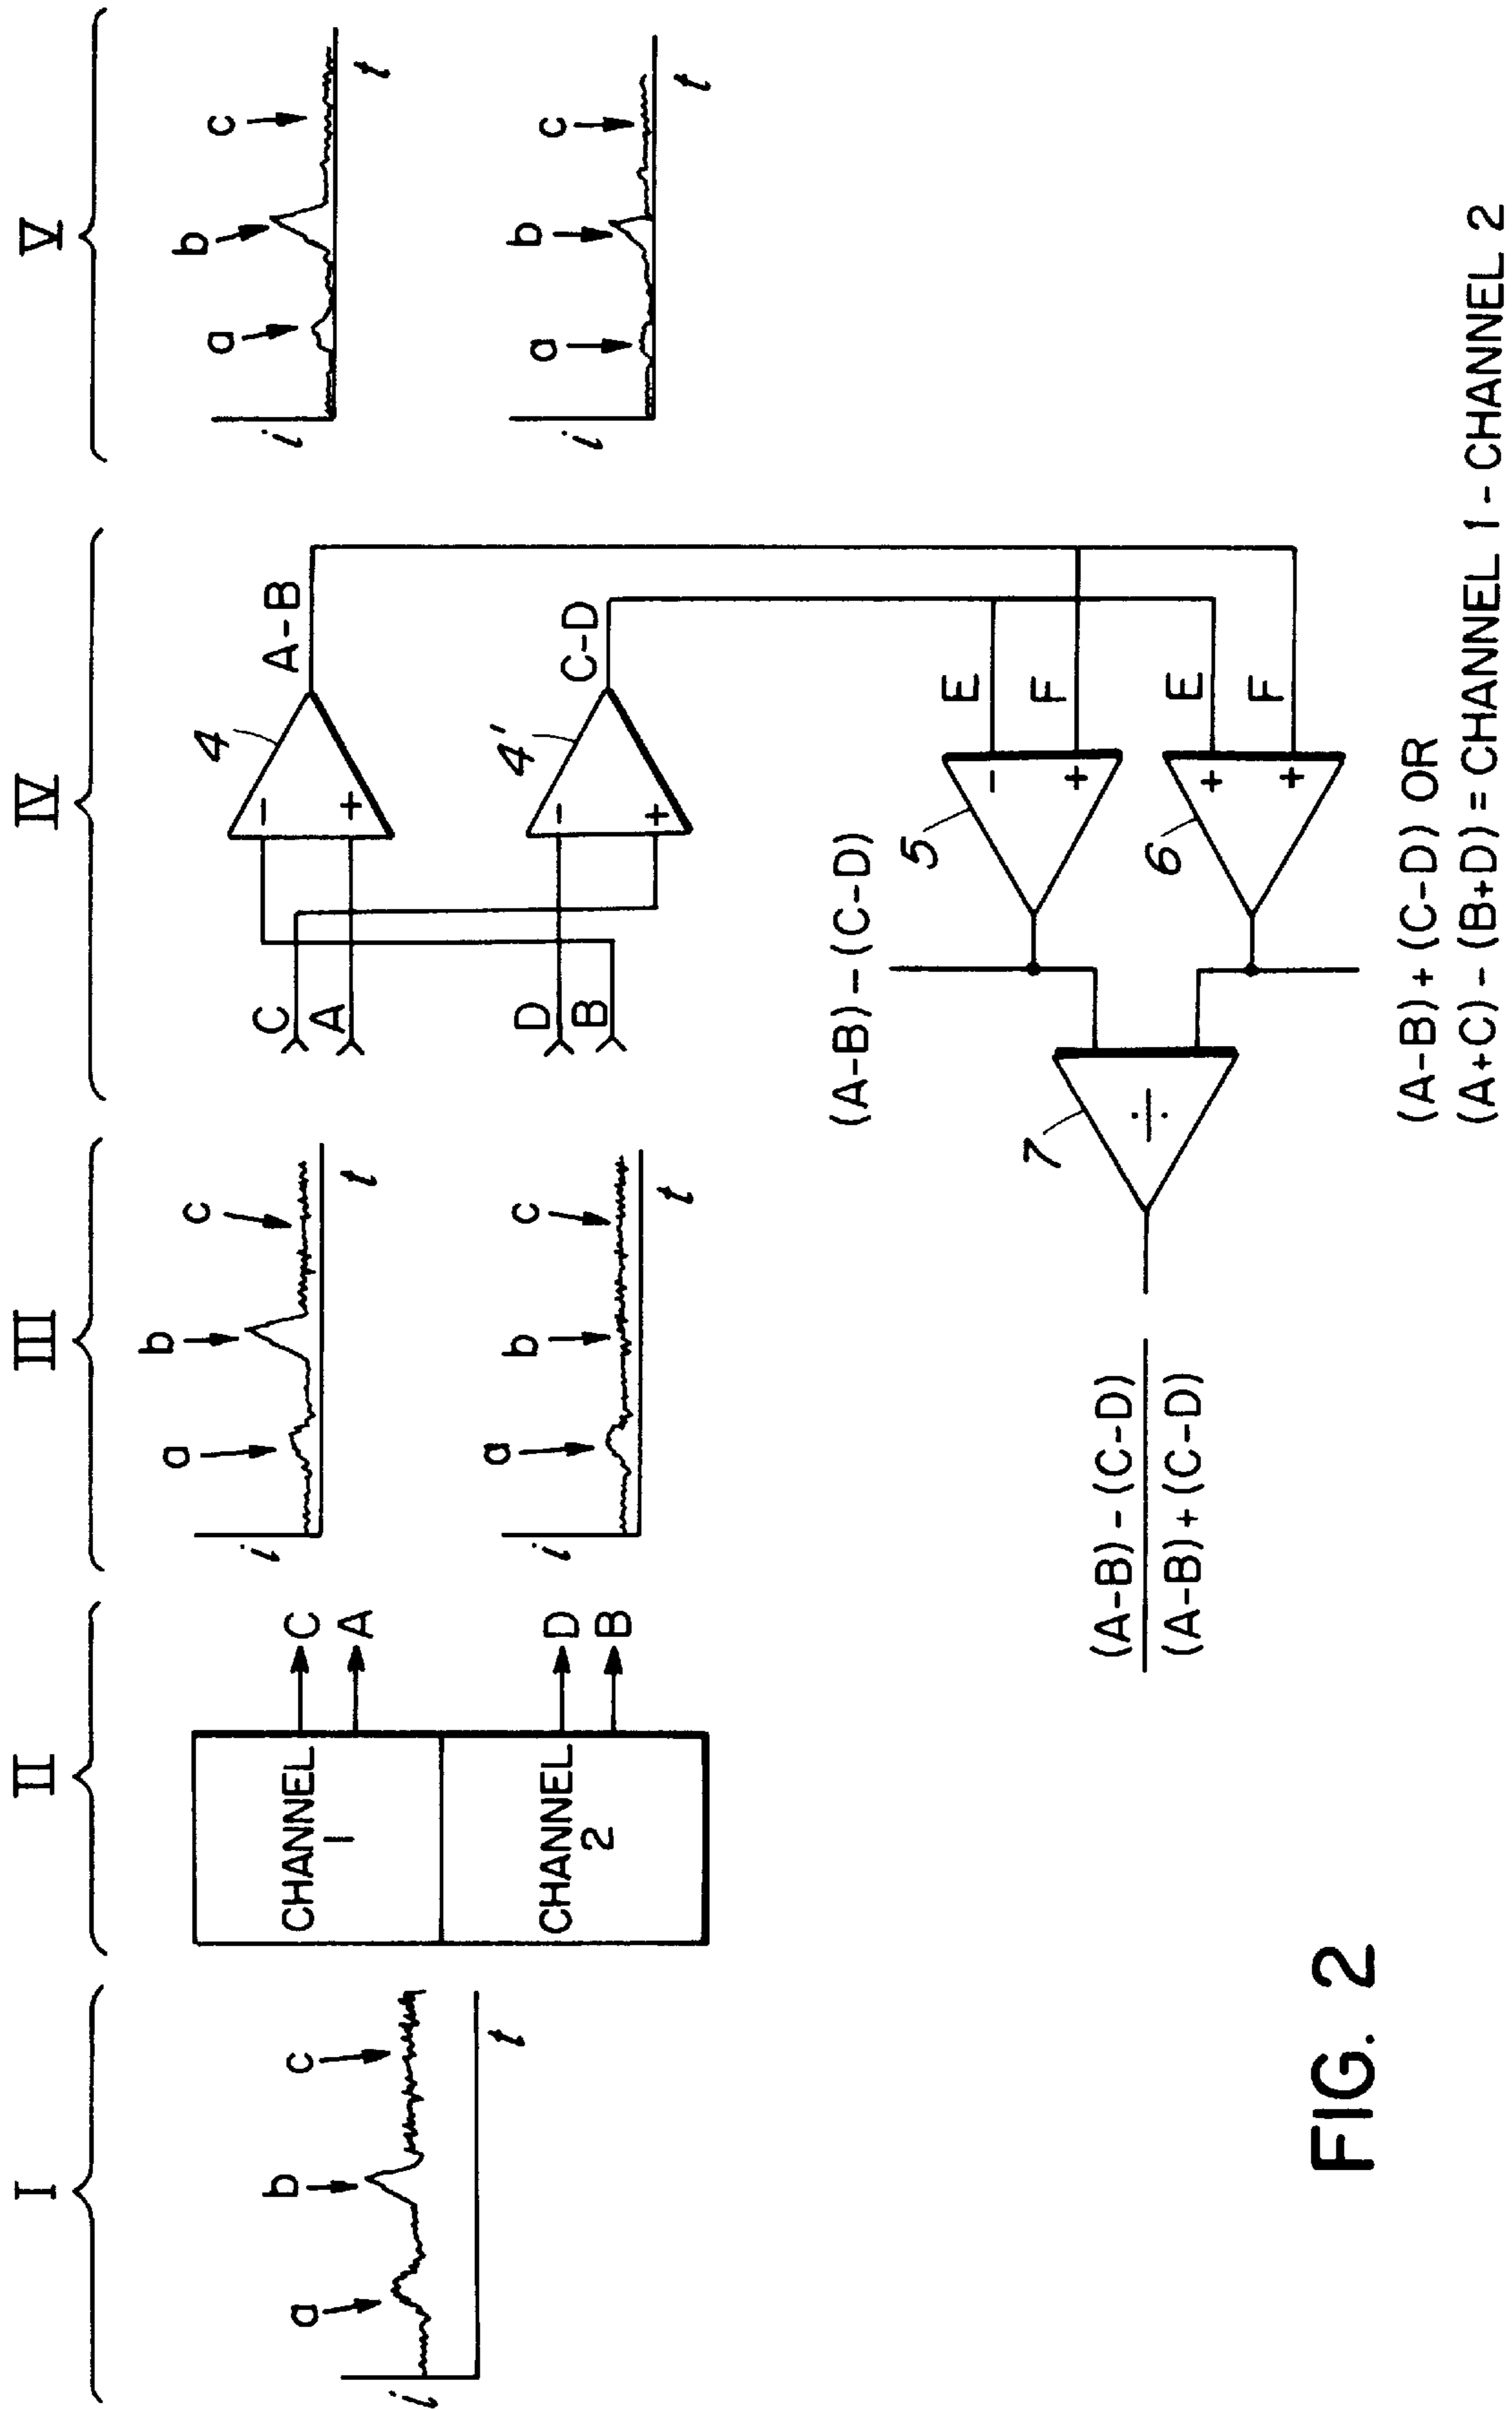 I
II
III
IV
V
i
a
b
c
t
CHANNEL
1
CHANNEL
2
C
A
D
B
i
a
b
c
t
i
a
b
c
t
C
A
D
B
4
4'
- +
- +
A-B
C-D
i
a
b
c
t
i
a
b
c
t
E
F
E
F
5
6
7
- +
+ +
÷
(A-B)-(C-D)
(A-B)-(C-D)
(A-B)+(C-D)
(A-B)+(C-D) OR
(A+C)-(B+D)=CHANNEL 1-CHANNEL 2
FIG. 2